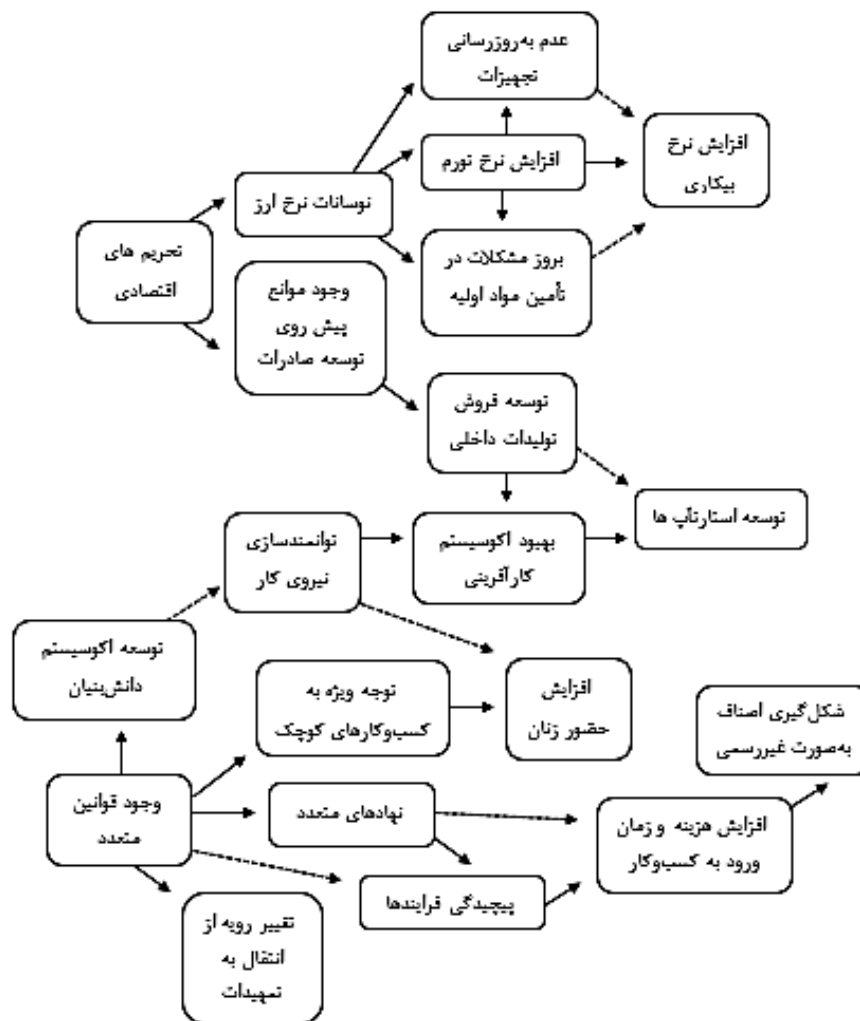 عدم به‌روزرسانی
تجهیزات
افزایش نرخ
بیکاری
افزایش نرخ تورم
نوسانات نرخ ارز
بروز مشکلات در
تأمین مواد اولیه
تحریم های
اقتصادی
وجود موانع
پیش روی
توسعه صادرات
توسعه فروش
تولیدات داخلی
توسعه استارت‌آپ ها
بهبود اکوسیستم
کارآفرینی
توانمندسازی
نیروی کار
توسعه اکوسیستم
دانش‌بنیان
افزایش
حضور زنان
توجه ویژه به
کسب‌وکارهای کوچک
شکل‌گیری اصناف
به‌صورت غیررسمی
وجود قوانین
متعدد
نهادهای متعدد
افزایش هزینه و زمان
ورود به کسب‌وکار
پیچیدگی فرایندها
تغییر رویه از
انتقال به
تمهیدات